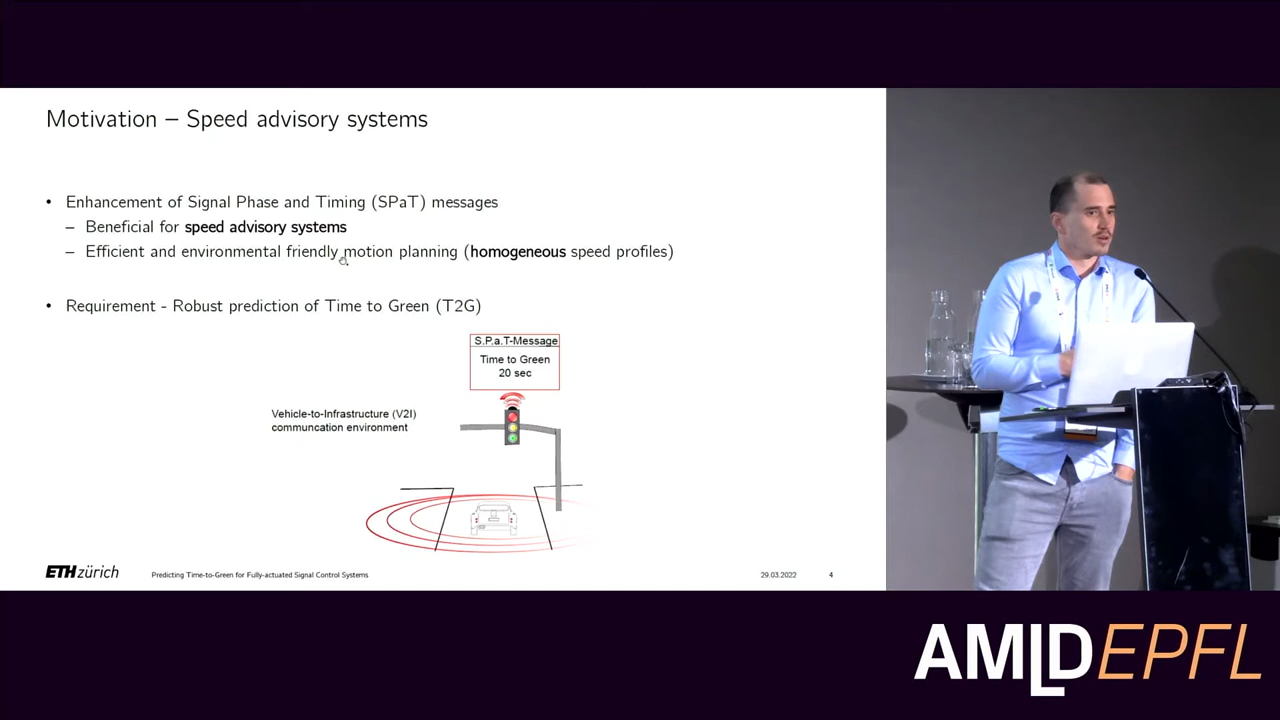 Motivation – Speed advisory systems
• Enhancement of Signal Phase and Timing (SPaT) messages
– Beneficial for speed advisory systems
– Efficient and environmental friendly motion planning (homogeneous speed profiles)
• Requirement - Robust prediction of Time to Green (T2G)
S.P.a.T-Message
Time to Green
20 sec
Vehicle-to-Infrastructure (V2I)
communcation environment
ETH zürich
Predicting Time-to-Green for Fully-actuated Signal Control Systems
29.03.2022
4
AMLDEPFL